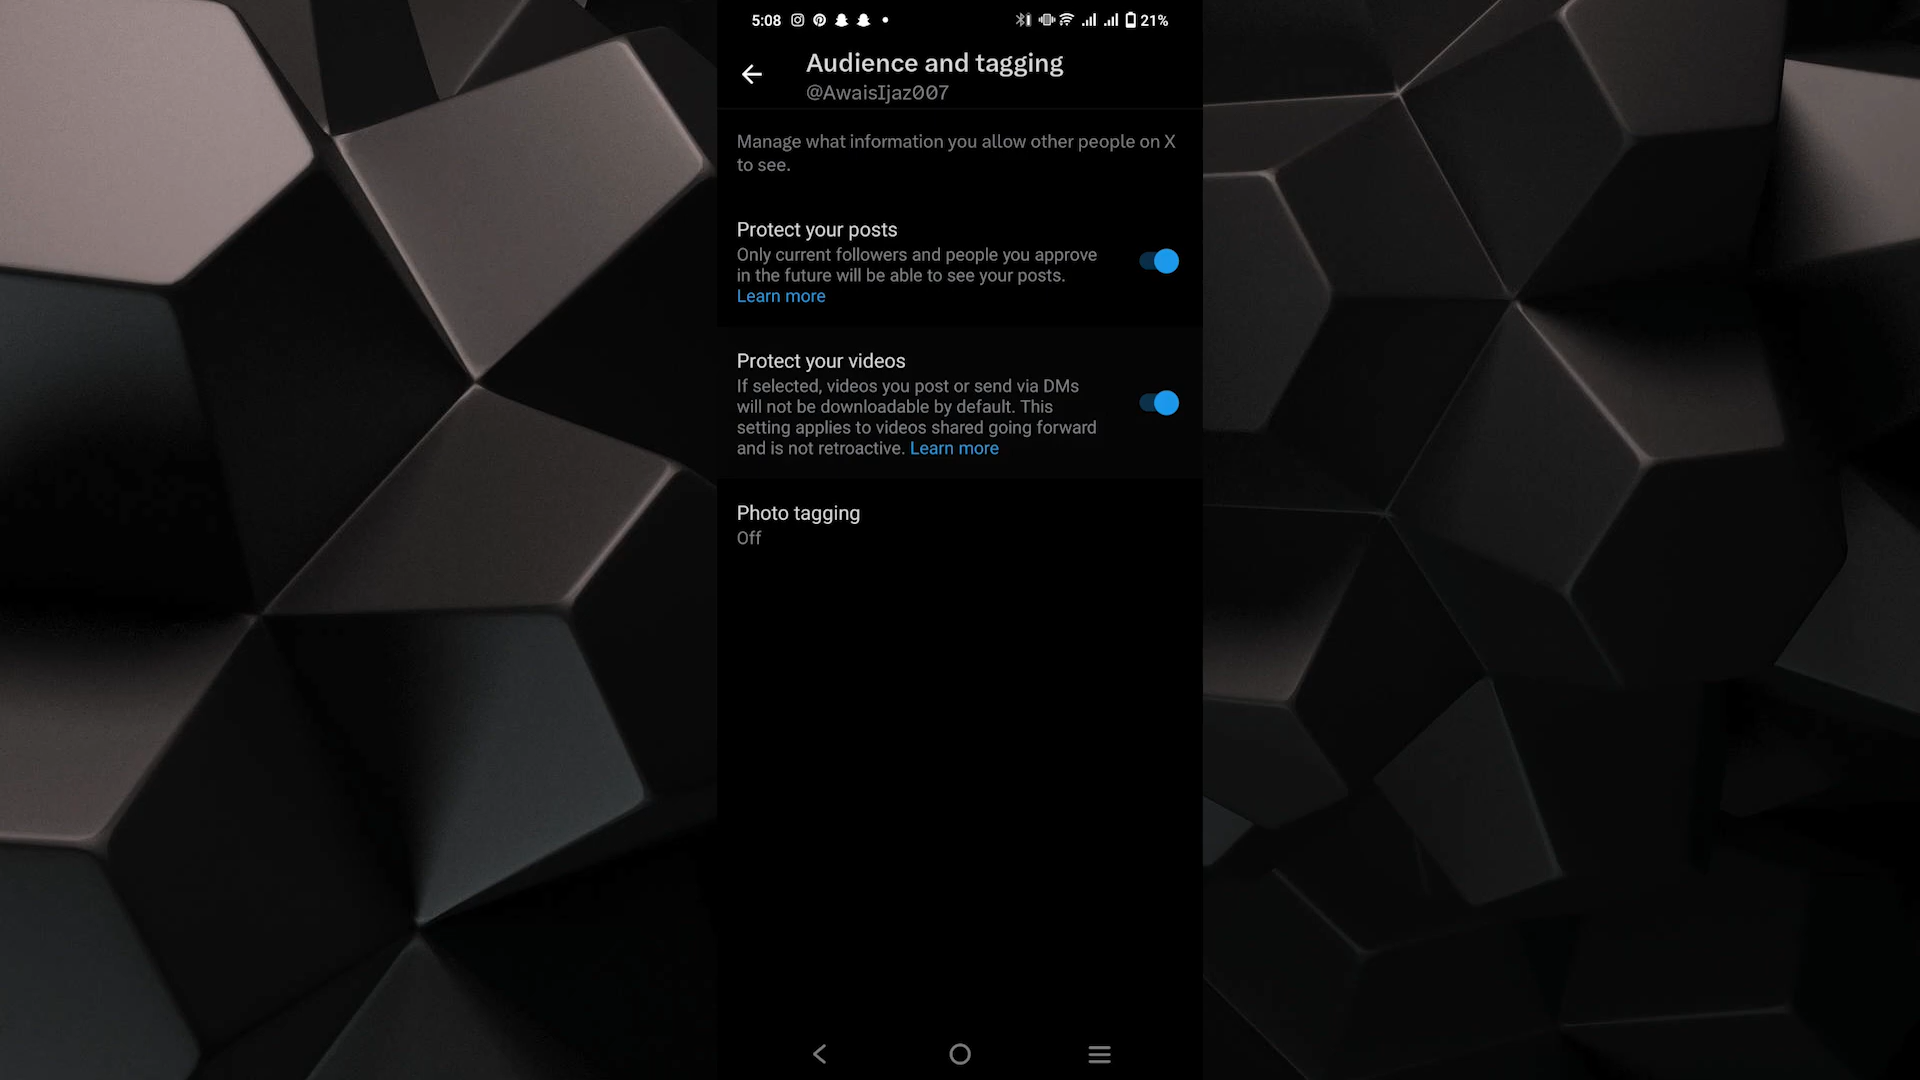 5:08
21%
Audience and tagging
@AwaisIjaz007
Manage what information you allow other people on X
to see.
Protect your posts
Only current followers and people you approve
in the future will be able to see your posts.
Learn more
Protect your videos
If selected, videos you post or send via DMs
will not be downloadable by default. This
setting applies to videos shared going forward
and is not retroactive. Learn more
Photo tagging
Off